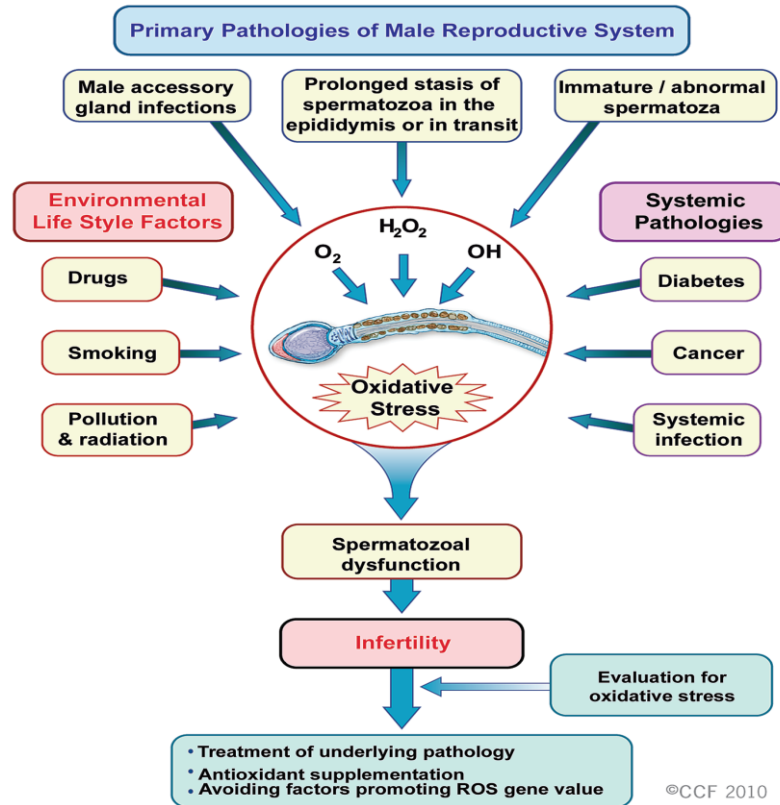 Primary Pathologies of Male Reproductive System
Male accessory
gland infections
Prolonged stasis of
spermatozoa in the
epididymis or in transit
Immature / abnormal
spermatoza
Environmental
Life Style Factors
Drugs
Smoking
Pollution
& radiation
O₂
H₂O₂
OH
Oxidative
Stress
Systemic
Pathologies
Diabetes
Cancer
Systemic
infection
Spermatozoal
dysfunction
Infertility
Evaluation for
oxidative stress
• Treatment of underlying pathology
• Antioxidant supplementation
• Avoiding factors promoting ROS gene value
©CCF 2010